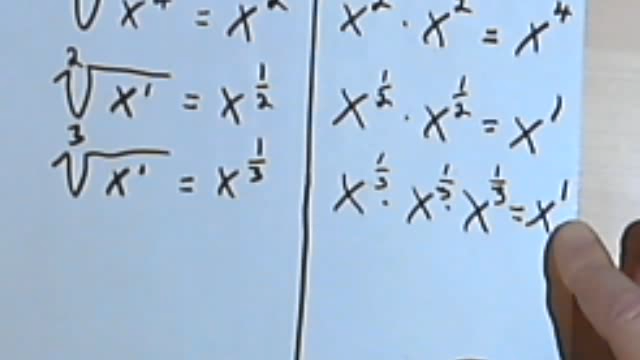 √x⁴ = x²
x² · x² = x⁴
²√x¹ = x^(1/2)
x^(1/2) · x^(1/2) = x¹
³√x¹ = x^(1/3)
x^(1/3) · x^(1/3) · x^(1/3) = x¹